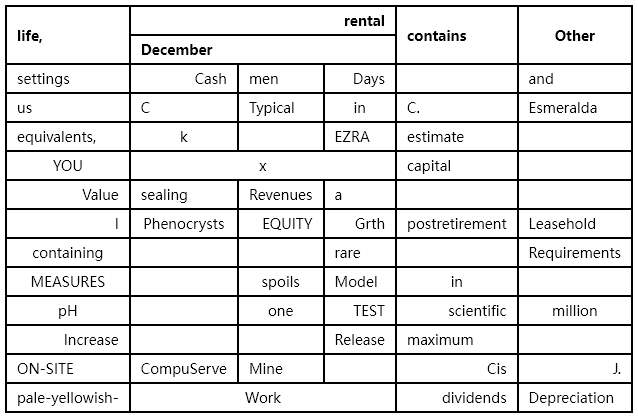 life, rental contains Other
December
settings Cash men Days and
us C Typical in C. Esmeralda
equivalents, k EZRA estimate
YOU x capital
Value sealing Revenues a
I Phenocrysts EQUITY Grth postretirement Leasehold
containing rare Requirements
MEASURES spoils Model in
pH one TEST scientific million
Increase Release maximum
ON-SITE CompuServe Mine Cis J.
pale-yellowish- Work dividends Depreciation